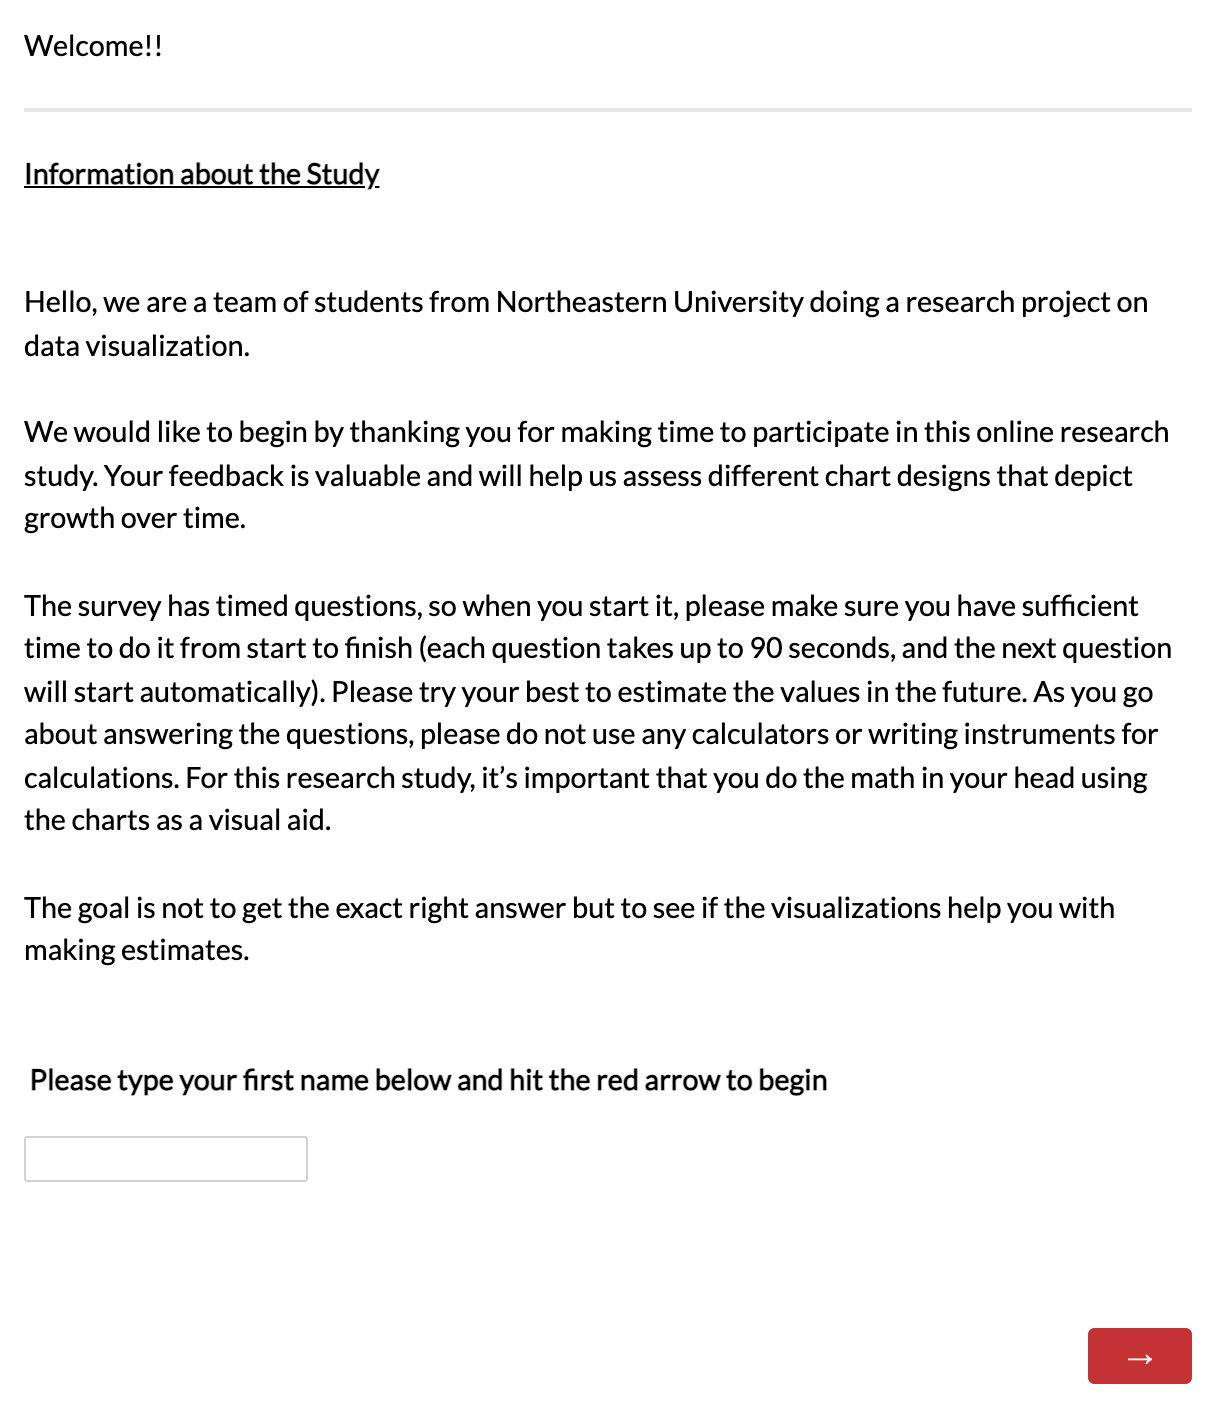 Welcome!!
Information about the Study
Hello, we are a team of students from Northeastern University doing a research project on
data visualization.
We would like to begin by thanking you for making time to participate in this online research
study. Your feedback is valuable and will help us assess different chart designs that depict
growth over time.
The survey has timed questions, so when you start it, please make sure you have sufficient
time to do it from start to finish (each question takes up to 90 seconds, and the next question
will start automatically). Please try your best to estimate the values in the future. As you go
about answering the questions, please do not use any calculators or writing instruments for
calculations. For this research study, it’s important that you do the math in your head using
the charts as a visual aid.
The goal is not to get the exact right answer but to see if the visualizations help you with
making estimates.
Please type your first name below and hit the red arrow to begin
→